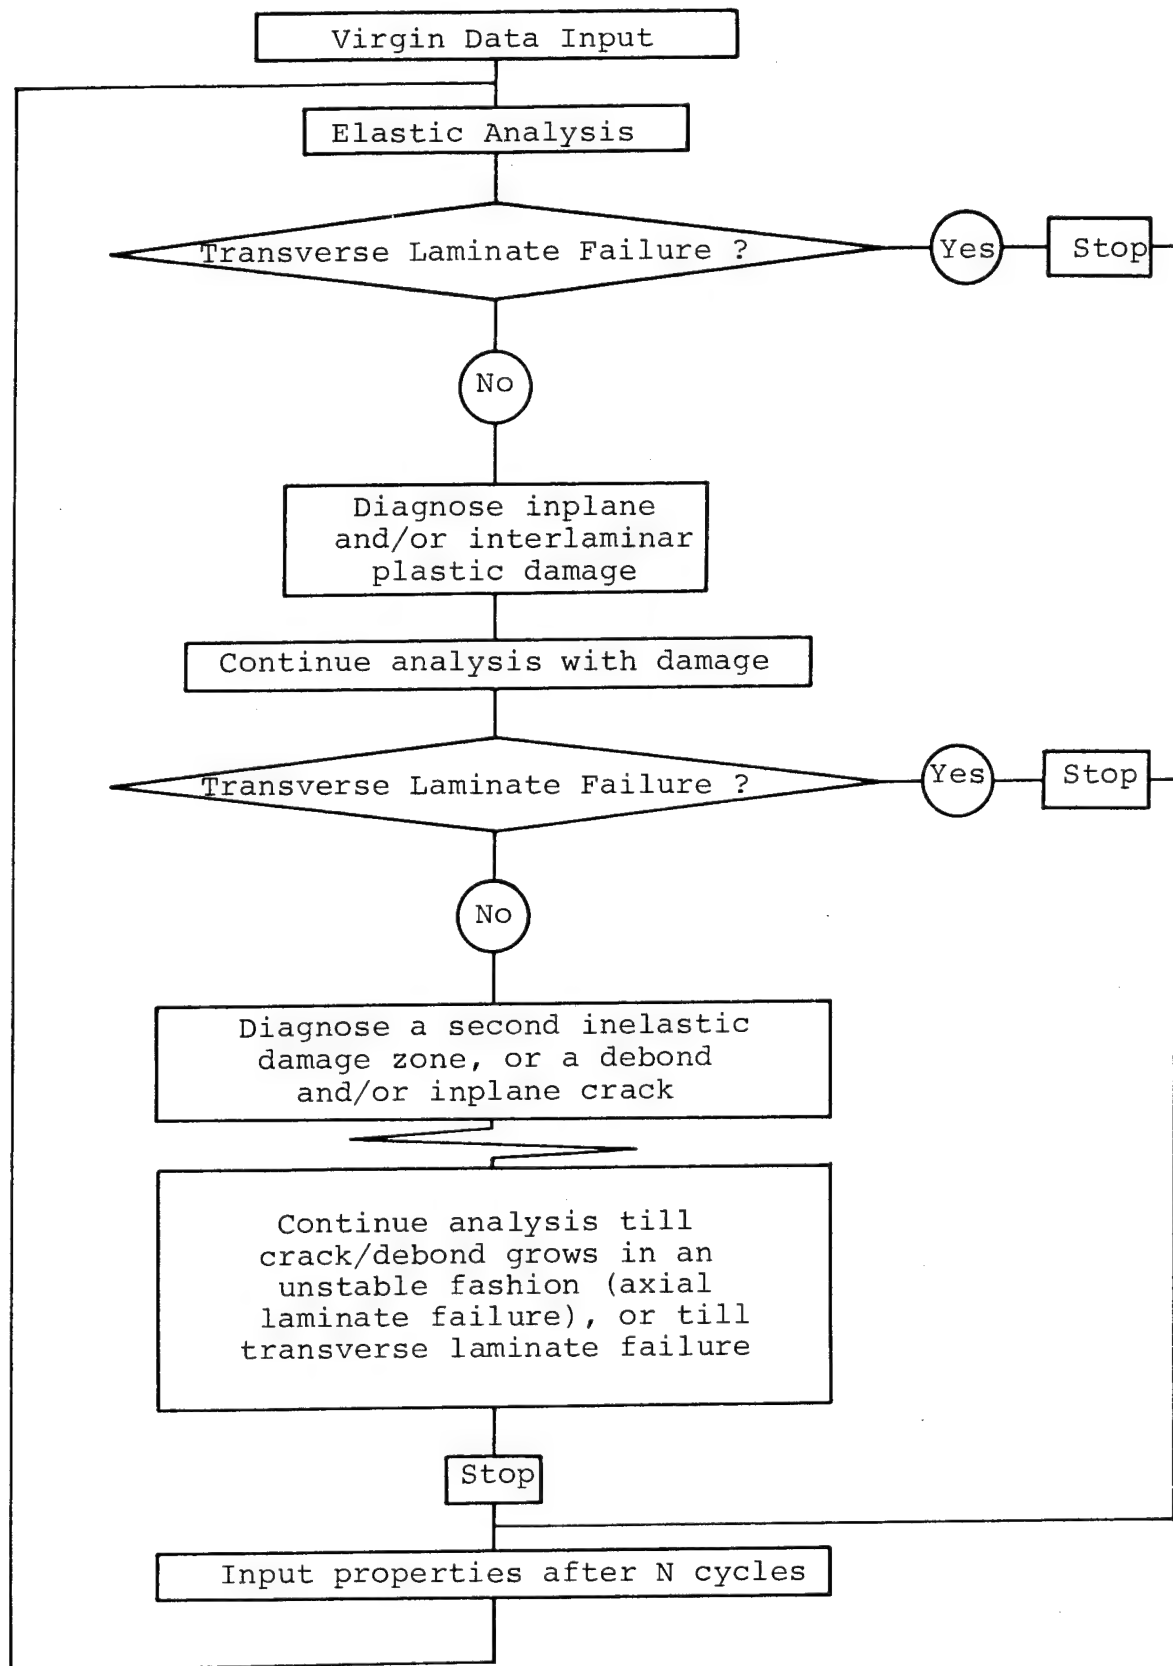 Virgin Data Input
Elastic Analysis
Transverse Laminate Failure ?
Yes
Stop
No
Diagnose inplane
and/or interlaminar
plastic damage
Continue analysis with damage
Transverse Laminate Failure ?
Yes
Stop
No
Diagnose a second inelastic
damage zone, or a debond
and/or inplane crack
Continue analysis till
crack/debond grows in an
unstable fashion (axial
laminate failure), or till
transverse laminate failure
Stop
Input properties after N cycles